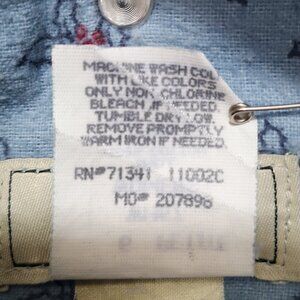 MACHINE WASH COLD
WITH LIKE COLORS
ONLY NON CHLORINE
BLEACH IF NEEDED
TUMBLE DRY LOW
REMOVE PROMPTLY
WARM IRON IF NEEDED.
RN# 71341 11002C
MO# 207898